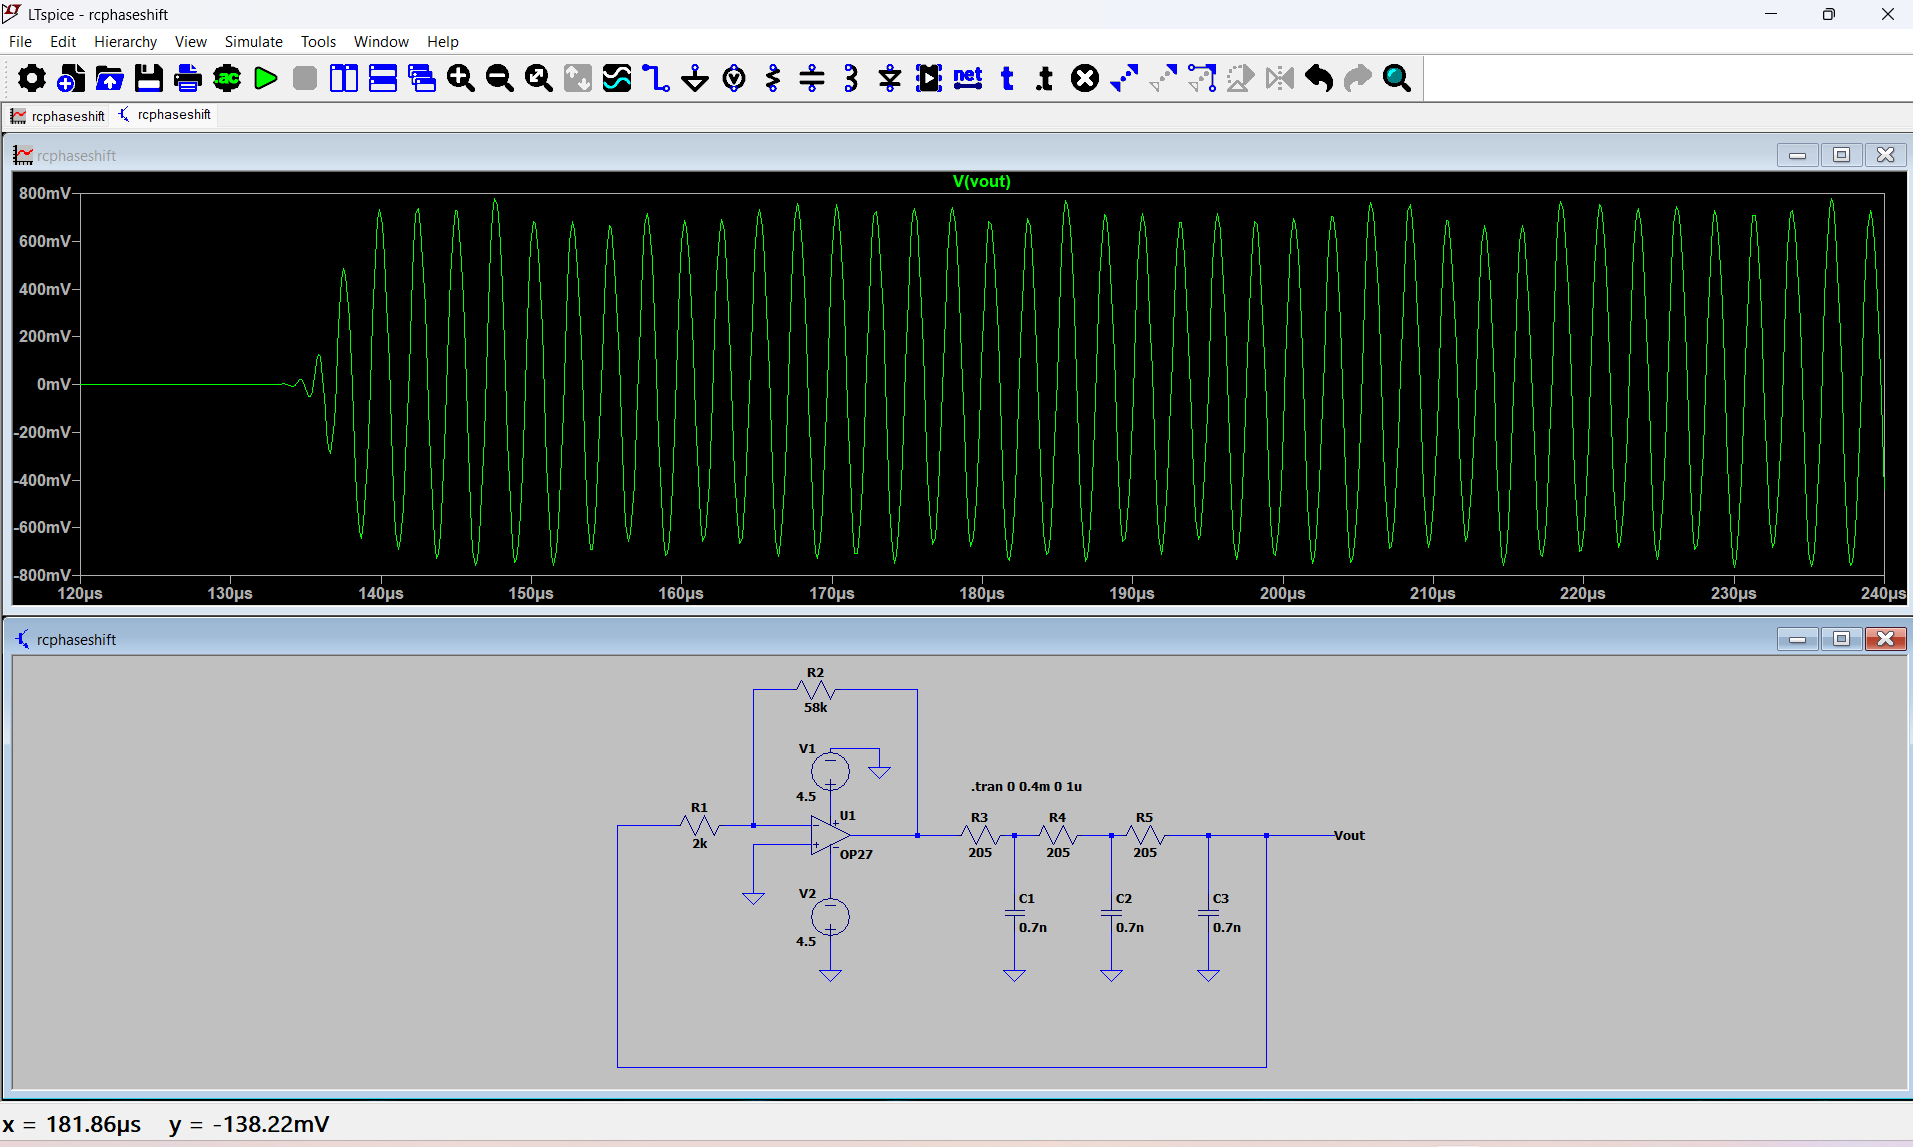 LTspice - rcphaseshift
File Edit Hierarchy View Simulate Tools Window Help
.ac net t .t
rcphaseshift rcphaseshift
rcphaseshift
V(vout)
800mV
600mV
400mV
200mV
0mV
-200mV
-400mV
-600mV
-800mV
120µs 130µs 140µs 150µs 160µs 170µs 180µs 190µs 200µs 210µs 220µs 230µs 240µs
rcphaseshift
R2
58k
V1
4.5
.tran 0 0.4m 0 1u
R1
2k
U1
OP27
R3 R4 R5
205 205 205
Vout
V2
4.5
C1 C2 C3
0.7n 0.7n 0.7n
x = 181.86µs y = -138.22mV